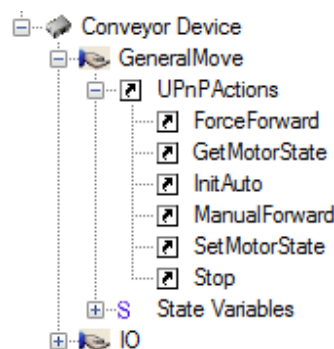 Conveyor Device
GeneralMove
UPnPActions
ForceForward
GetMotorState
InitAuto
ManualForward
SetMotorState
Stop
S State Variables
IO